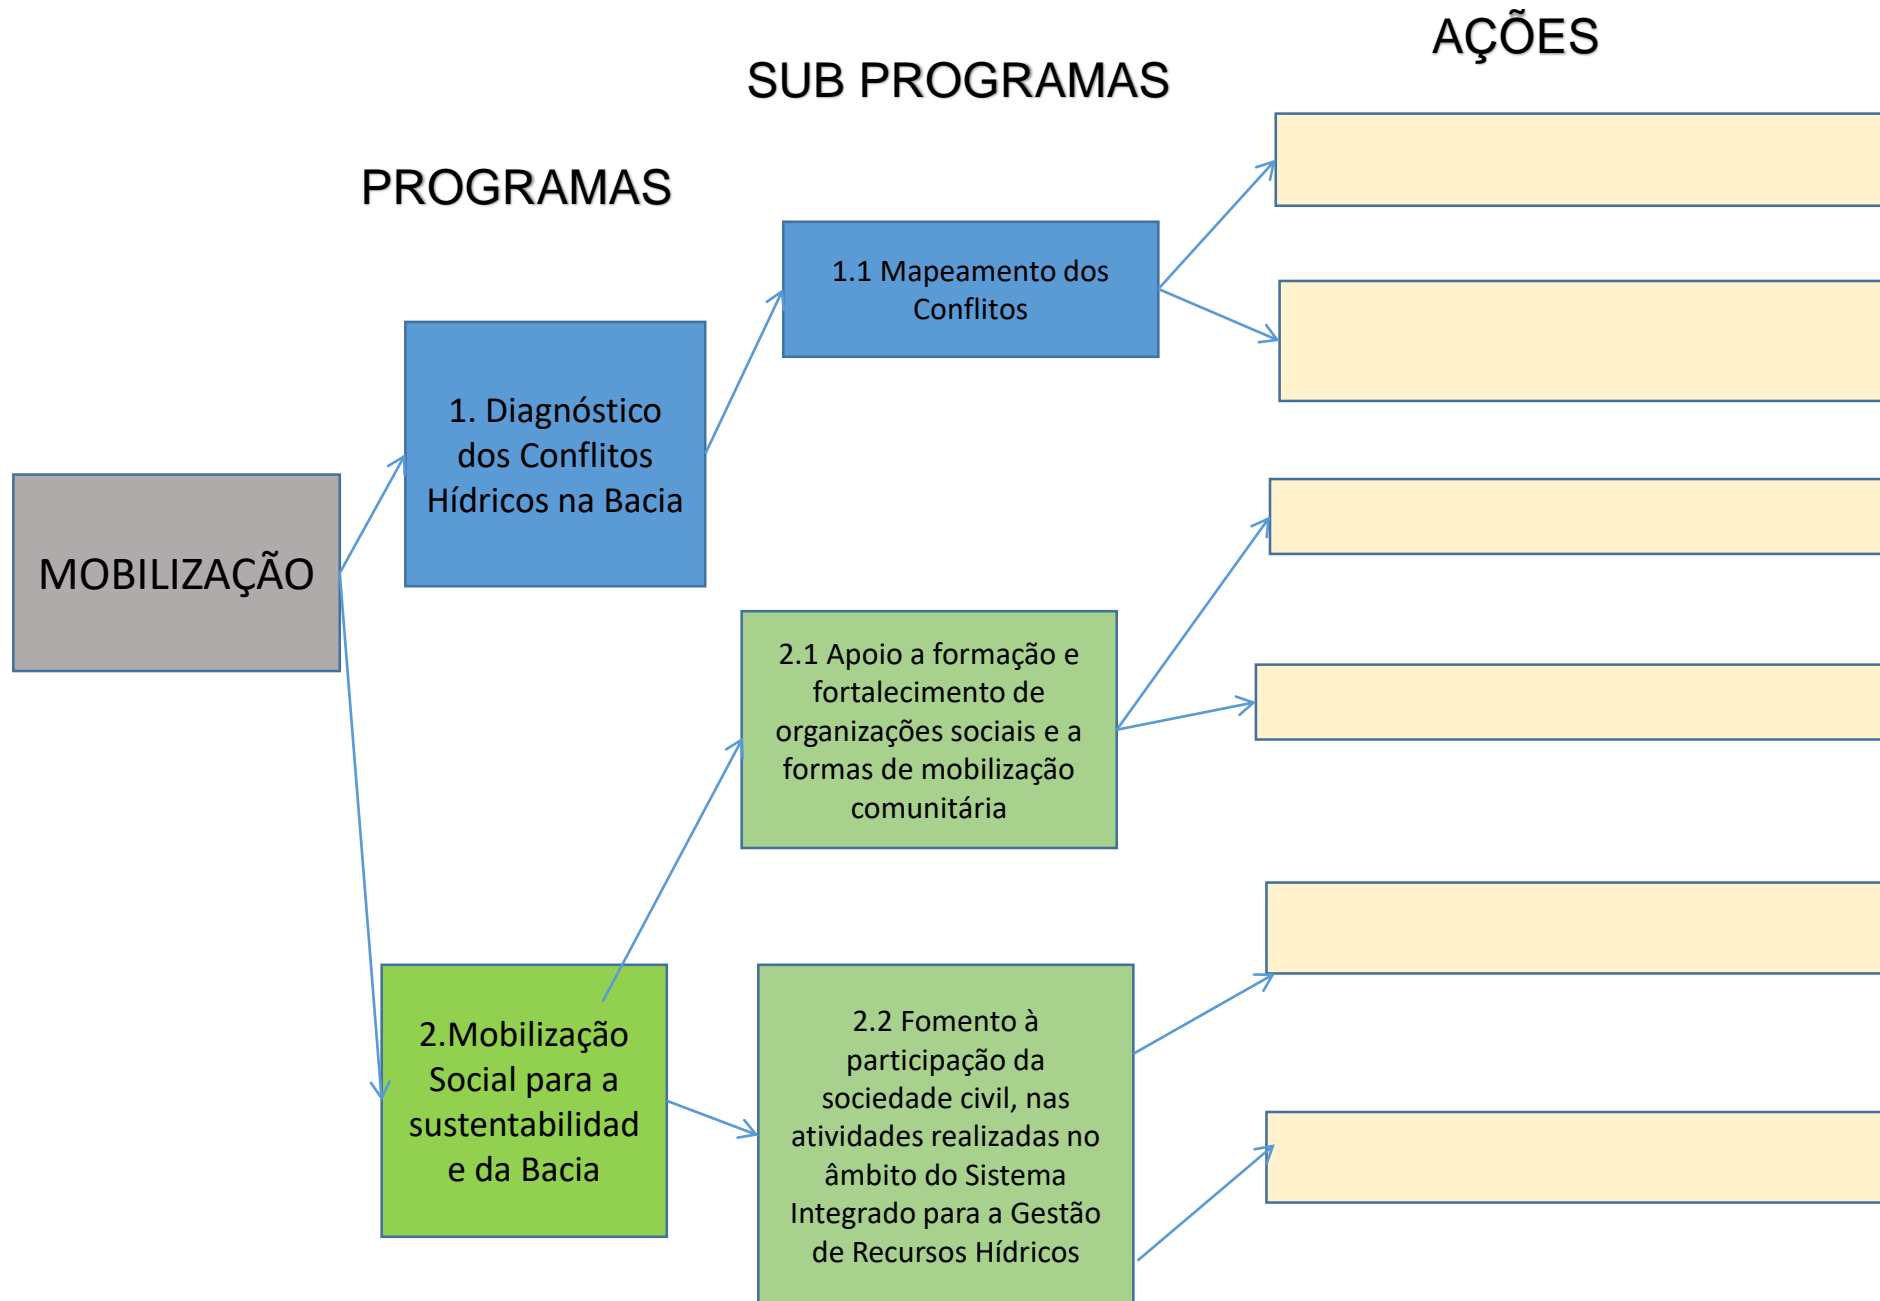 AÇÕES
SUB PROGRAMAS
PROGRAMAS
1.1 Mapeamento dos
Conflitos
1. Diagnóstico
dos Conflitos
Hídricos na Bacia
MOBILIZAÇÃO
2.1 Apoio a formação e
fortalecimento de
organizações sociais e a
formas de mobilização
comunitária
2.Mobilização
Social para a
sustentabilidad
e da Bacia
2.2 Fomento à
participação da
sociedade civil, nas
atividades realizadas no
âmbito do Sistema
Integrado para a Gestão
de Recursos Hídricos